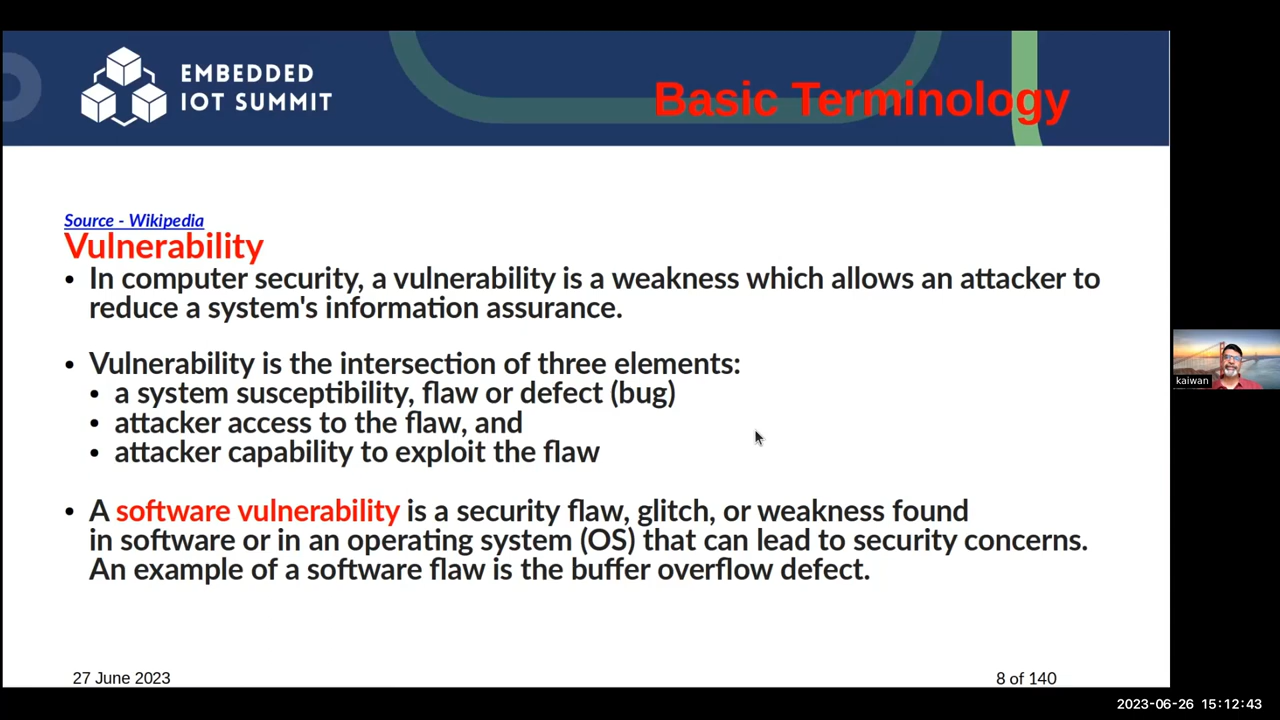 EMBEDDED
IOT SUMMIT
Basic Terminology
Source - Wikipedia
Vulnerability
• In computer security, a vulnerability is a weakness which allows an attacker to
reduce a system's information assurance.
• Vulnerability is the intersection of three elements:
• a system susceptibility, flaw or defect (bug)
• attacker access to the flaw, and
• attacker capability to exploit the flaw
• A software vulnerability is a security flaw, glitch, or weakness found
in software or in an operating system (OS) that can lead to security concerns.
An example of a software flaw is the buffer overflow defect.
kaiwan
27 June 2023
8 of 140
2023-06-26 15:12:43